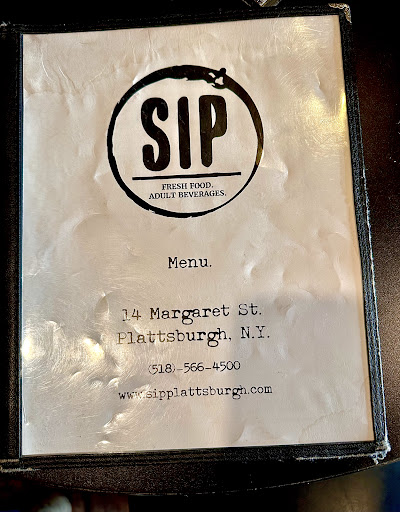 SIP
FRESH FOOD.
ADULT BEVERAGES.
Menu.
14 Margaret St.
Plattsburgh, N.Y.
(518)-566-4500
www.sipplattsburgh.com